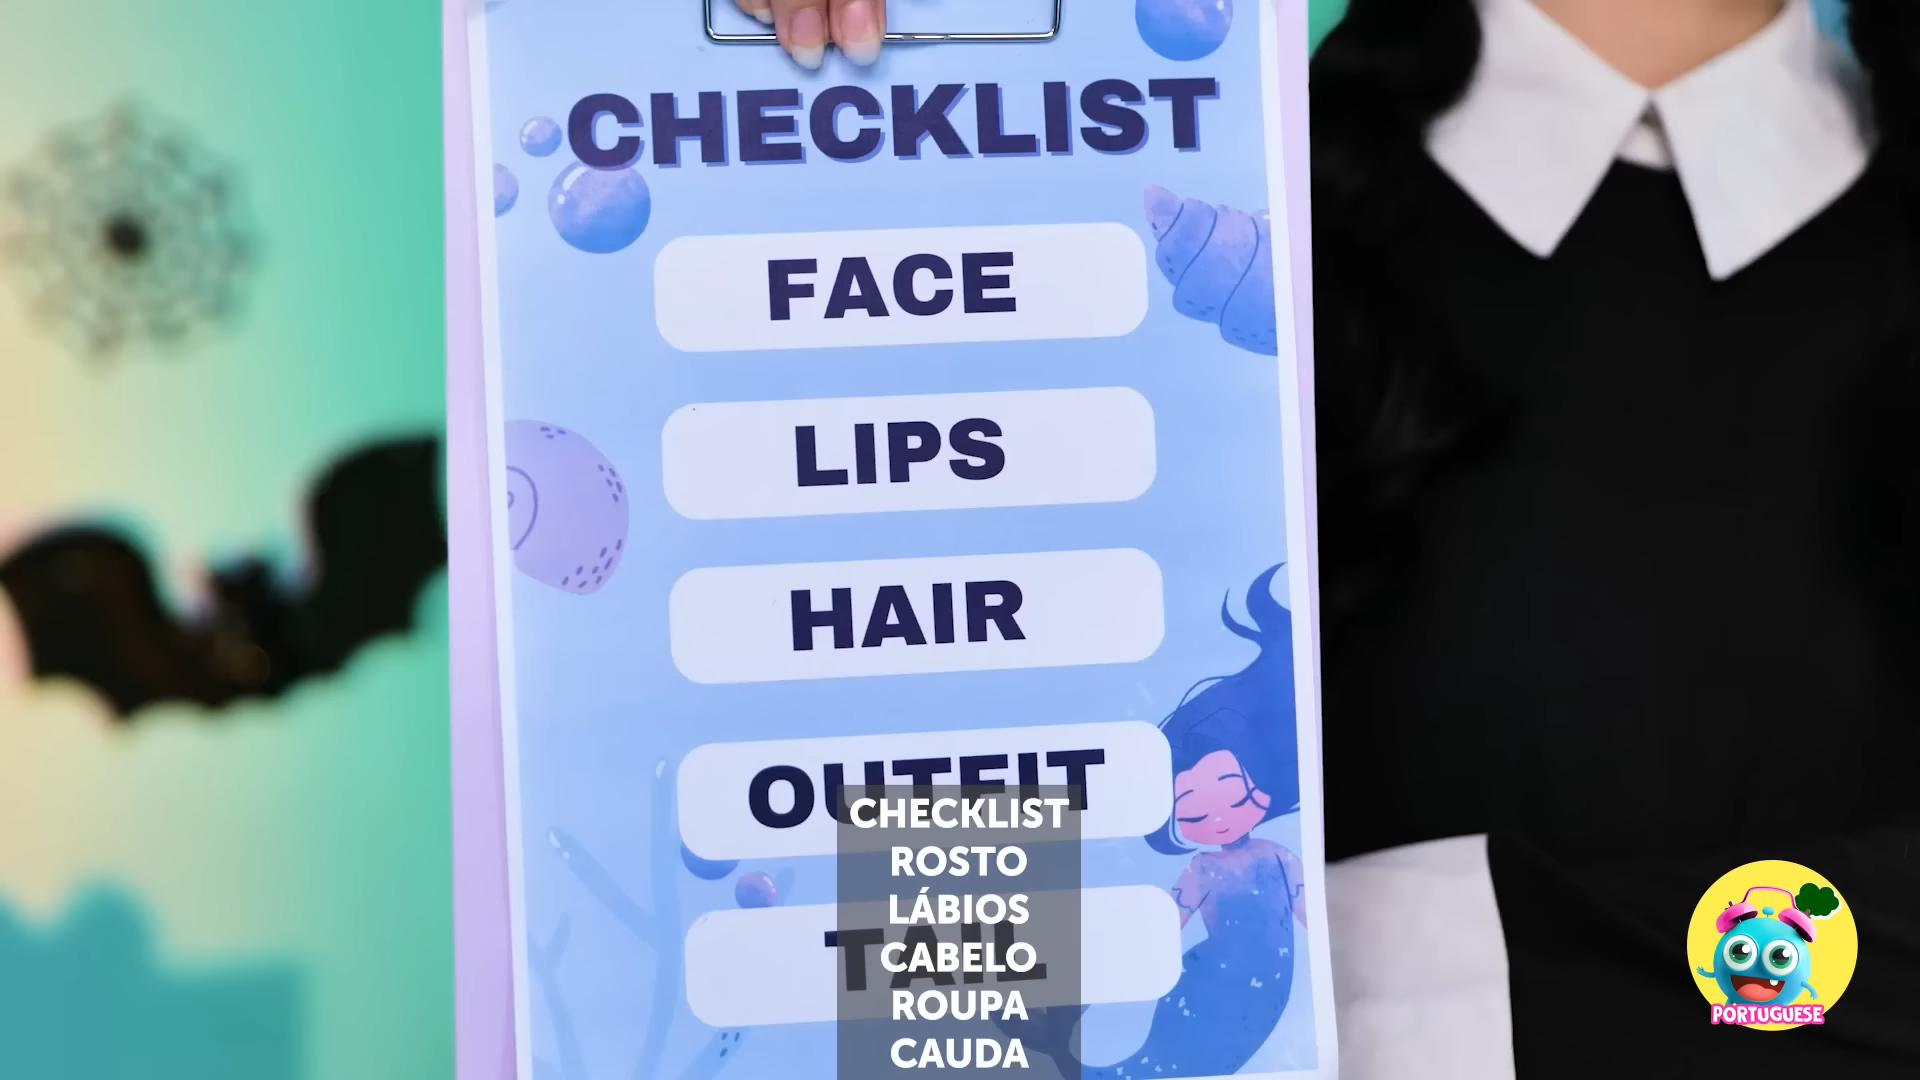 CHECKLIST
FACE
LIPS
HAIR
OUTFIT
TAIL
CHECKLIST
ROSTO
LÁBIOS
CABELO
ROUPA
CAUDA
PORTUGUESE